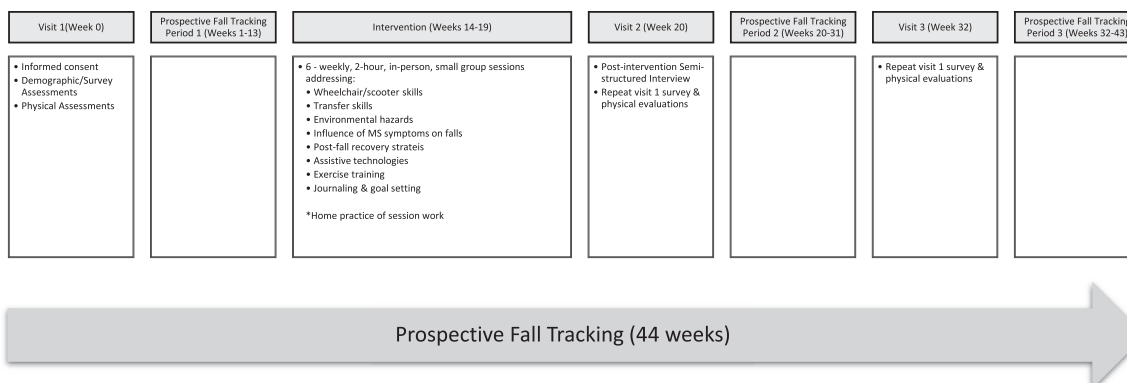 Visit 1(Week 0)
Prospective Fall Tracking
Period 1 (Weeks 1-13)
Intervention (Weeks 14-19)
Visit 2 (Week 20)
Prospective Fall Tracking
Period 2 (Weeks 20-31)
Visit 3 (Week 32)
Prospective Fall Tracking
Period 3 (Weeks 32-43)
• Informed consent
• Demographic/Survey
Assessments
• Physical Assessments
• 6 - weekly, 2-hour, in-person, small group sessions
addressing:
• Wheelchair/scooter skills
• Transfer skills
• Environmental hazards
• Influence of MS symptoms on falls
• Post-fall recovery strateis
• Assistive technologies
• Exercise training
• Journaling & goal setting
*Home practice of session work
• Post-intervention Semi-
structured Interview
• Repeat visit 1 survey &
physical evaluations
• Repeat visit 1 survey &
physical evaluations
Prospective Fall Tracking (44 weeks)